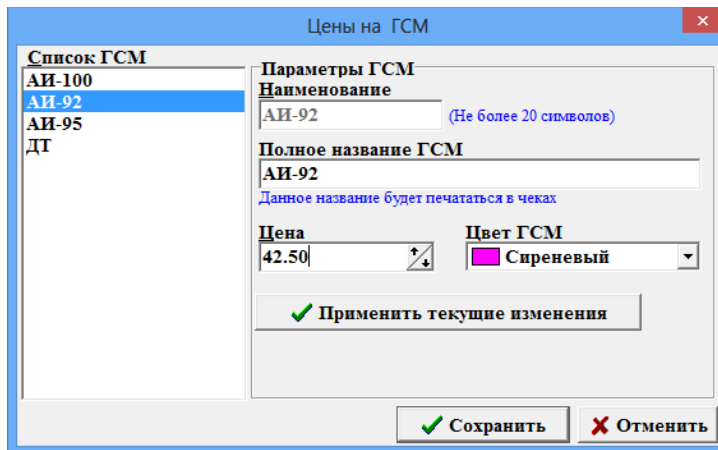 Цены на ГСМ
Список ГСМ
АИ-100
АИ-92
АИ-95
ДТ
Параметры ГСМ
Наименование
АИ-92 (Не более 20 символов)
Полное название ГСМ
АИ-92
Данное название будет печататься в чеках
Цена Цвет ГСМ
42.50 Сиреневый
Применить текущие изменения
Сохранить Отменить